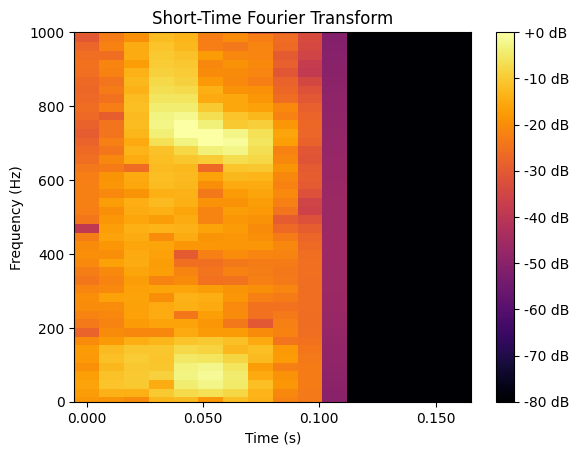 Short-Time Fourier Transform
Frequency (Hz)
1000
800
600
400
200
0
0.000 0.050 0.100 0.150
Time (s)
+0 dB
-10 dB
-20 dB
-30 dB
-40 dB
-50 dB
-60 dB
-70 dB
-80 dB